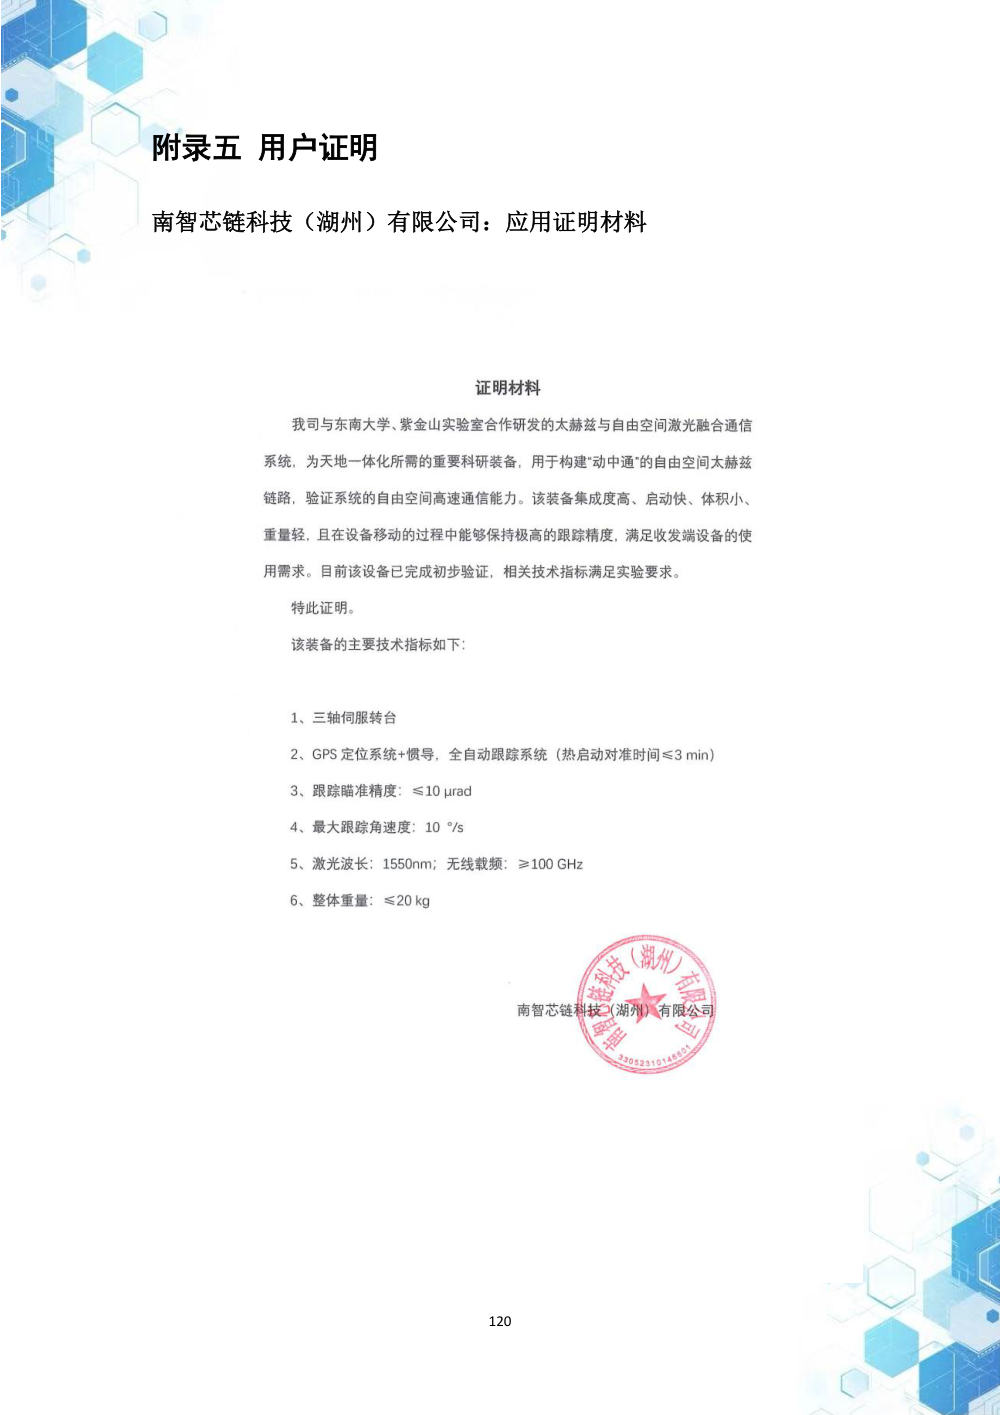 附录五 用户证明
南智芯链科技（湖州）有限公司：应用证明材料
证明材料
我司与东南大学、紫金山实验室合作研发的太赫兹与自由空间激光融合通信
系统，为天地一体化所需的重要科研装备，用于构建“动中通”的自由空间太赫兹
链路，验证系统的自由空间高速通信能力。该装备集成度高、启动快、体积小、
重量轻，且在设备移动的过程中能够保持极高的跟踪精度，满足收发端设备的使
用需求。目前该设备已完成初步验证，相关技术指标满足实验要求。
特此证明。
该装备的主要技术指标如下：
1、三轴伺服转台
2、GPS 定位系统+惯导，全自动跟踪系统（热启动对准时间≤3 min）
3、跟踪瞄准精度：≤10 μrad
4、最大跟踪角速度：10 °/s
5、激光波长：1550nm；无线载频：≥100 GHz
6、整体重量：≤20 kg
南智芯链科技（湖州）有限公司
南智芯链科技（湖州）有限公司
33052310146601
120